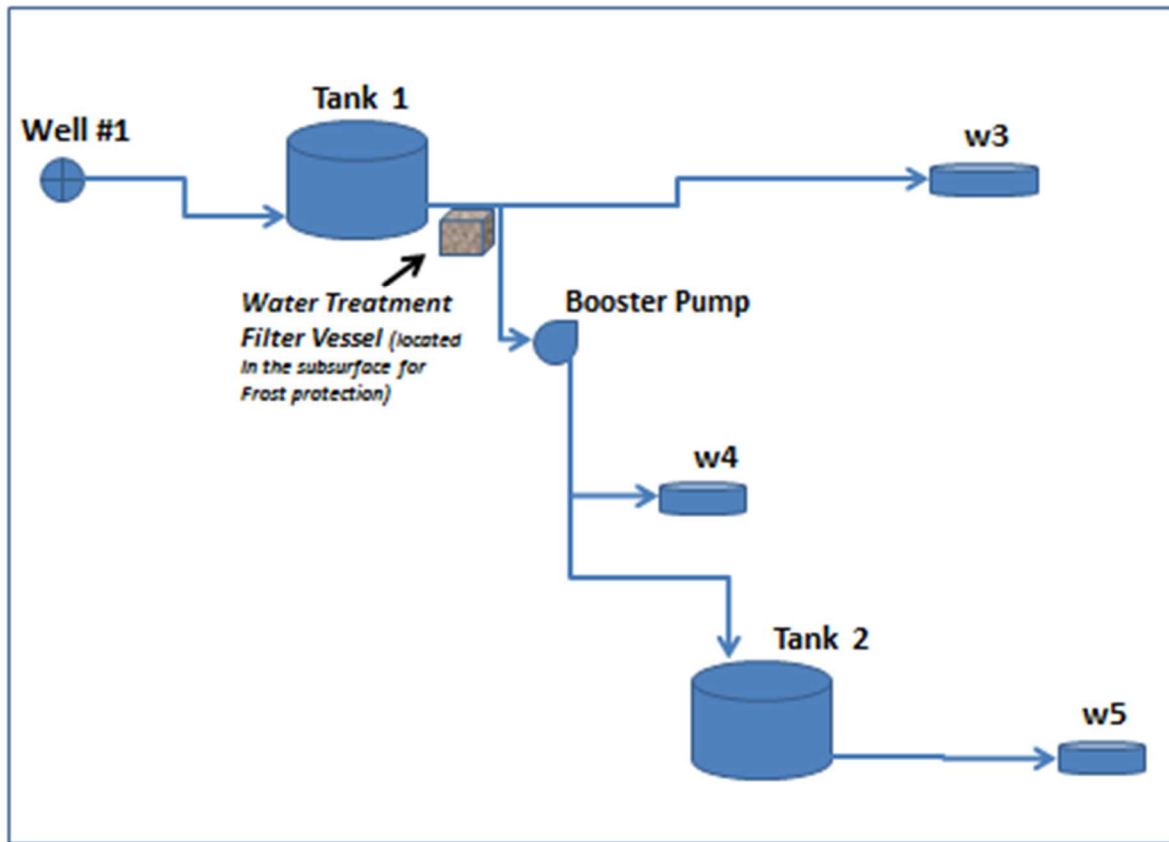 Tank 1
Well #1
w3
Water Treatment
Filter Vessel (located
In the subsurface for
Frost protection)
Booster Pump
w4
Tank 2
w5